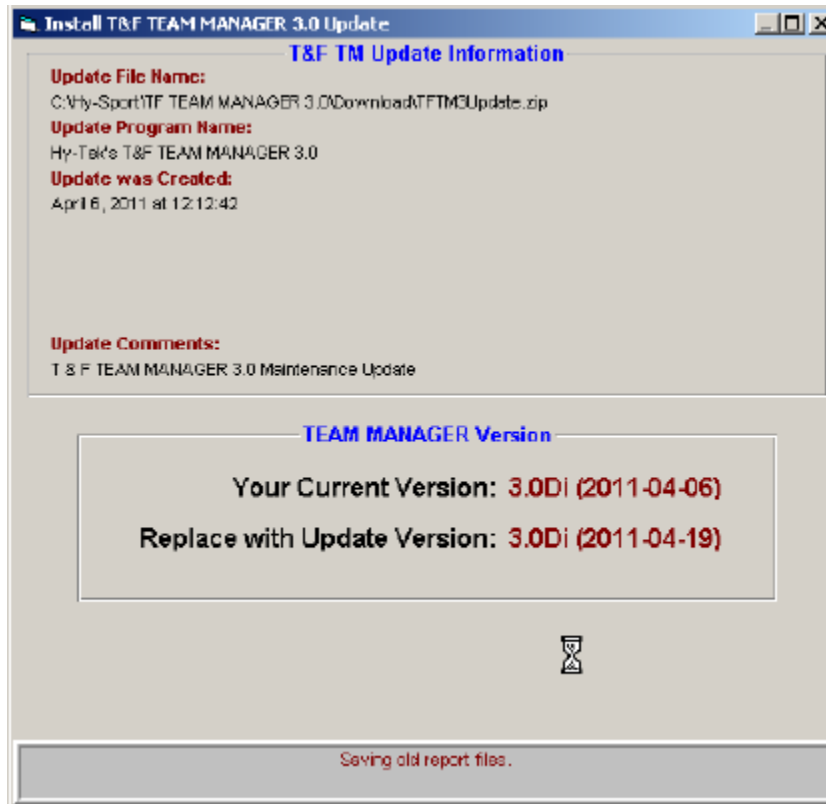 Install T&F TEAM MANAGER 3.0 Update
T&F TM Update Information
Update File Name:
C:\Hy-Sport\TF TEAM MANAGER 3.0\Download\TFTM3Update.zip
Update Program Name:
Hy-Tek's T&F TEAM MANAGER 3.0
Update was Created:
April 6, 2011 at 12:12:42
Update Comments:
T & F TEAM MANAGER 3.0 Maintenance Update
TEAM MANAGER Version
Your Current Version: 3.0Di (2011-04-06)
Replace with Update Version: 3.0Di (2011-04-19)
Saving old report files.